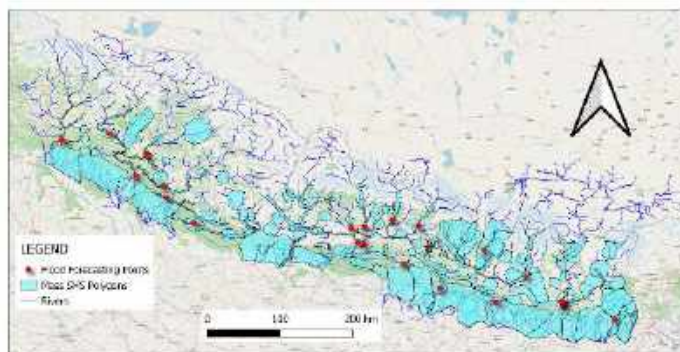 LEGEND
Flood Forecasting Points
Mass SMS Polygons
Rivers
0 100 200 km